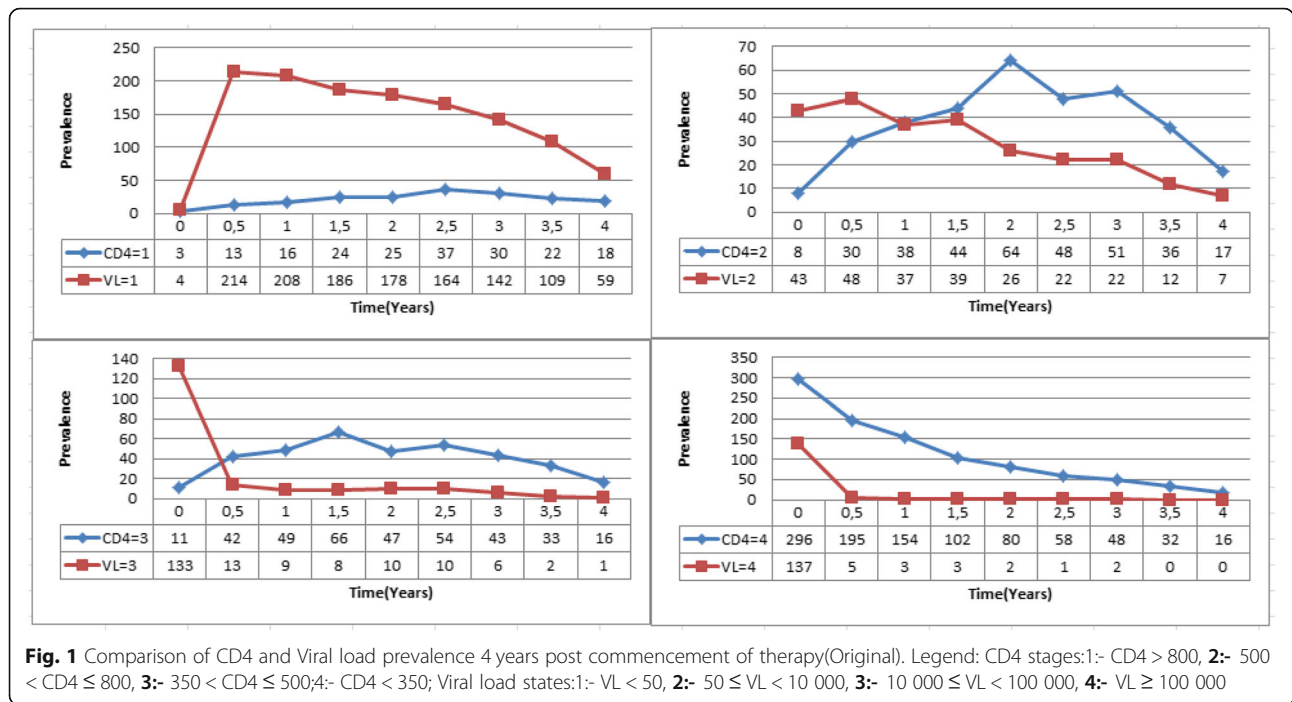 250
200
150
100
50
0
Prevalence
0 0,5 1 1,5 2 2,5 3 3,5 4
CD4=1 3 13 16 24 25 37 30 22 18
VL=1 4 214 208 186 178 164 142 109 59
Time(Years)
70
60
50
40
30
20
10
0
Prevalence
0 0,5 1 1,5 2 2,5 3 3,5 4
CD4=2 8 30 38 44 64 48 51 36 17
VL=2 43 48 37 39 26 22 22 12 7
Time(Years)
140
120
100
80
60
40
20
0
Prevalence
0 0,5 1 1,5 2 2,5 3 3,5 4
CD4=3 11 42 49 66 47 54 43 33 16
VL=3 133 13 9 8 10 10 6 2 1
Time(Years)
350
300
250
200
150
100
50
0
Prevalence
0 0,5 1 1,5 2 2,5 3 3,5 4
CD4=4 296 195 154 102 80 58 48 32 16
VL=4 137 5 3 3 2 1 2 0 0
Time(Years)
Fig. 1 Comparison of CD4 and Viral load prevalence 4 years post commencement of therapy(Original). Legend: CD4 stages:1:- CD4 > 800, 2:- 500
< CD4 ≤ 800, 3:- 350 < CD4 ≤ 500;4:- CD4 < 350; Viral load states:1:- VL < 50, 2:- 50 ≤ VL < 10 000, 3:- 10 000 ≤ VL < 100 000, 4:- VL ≥ 100 000